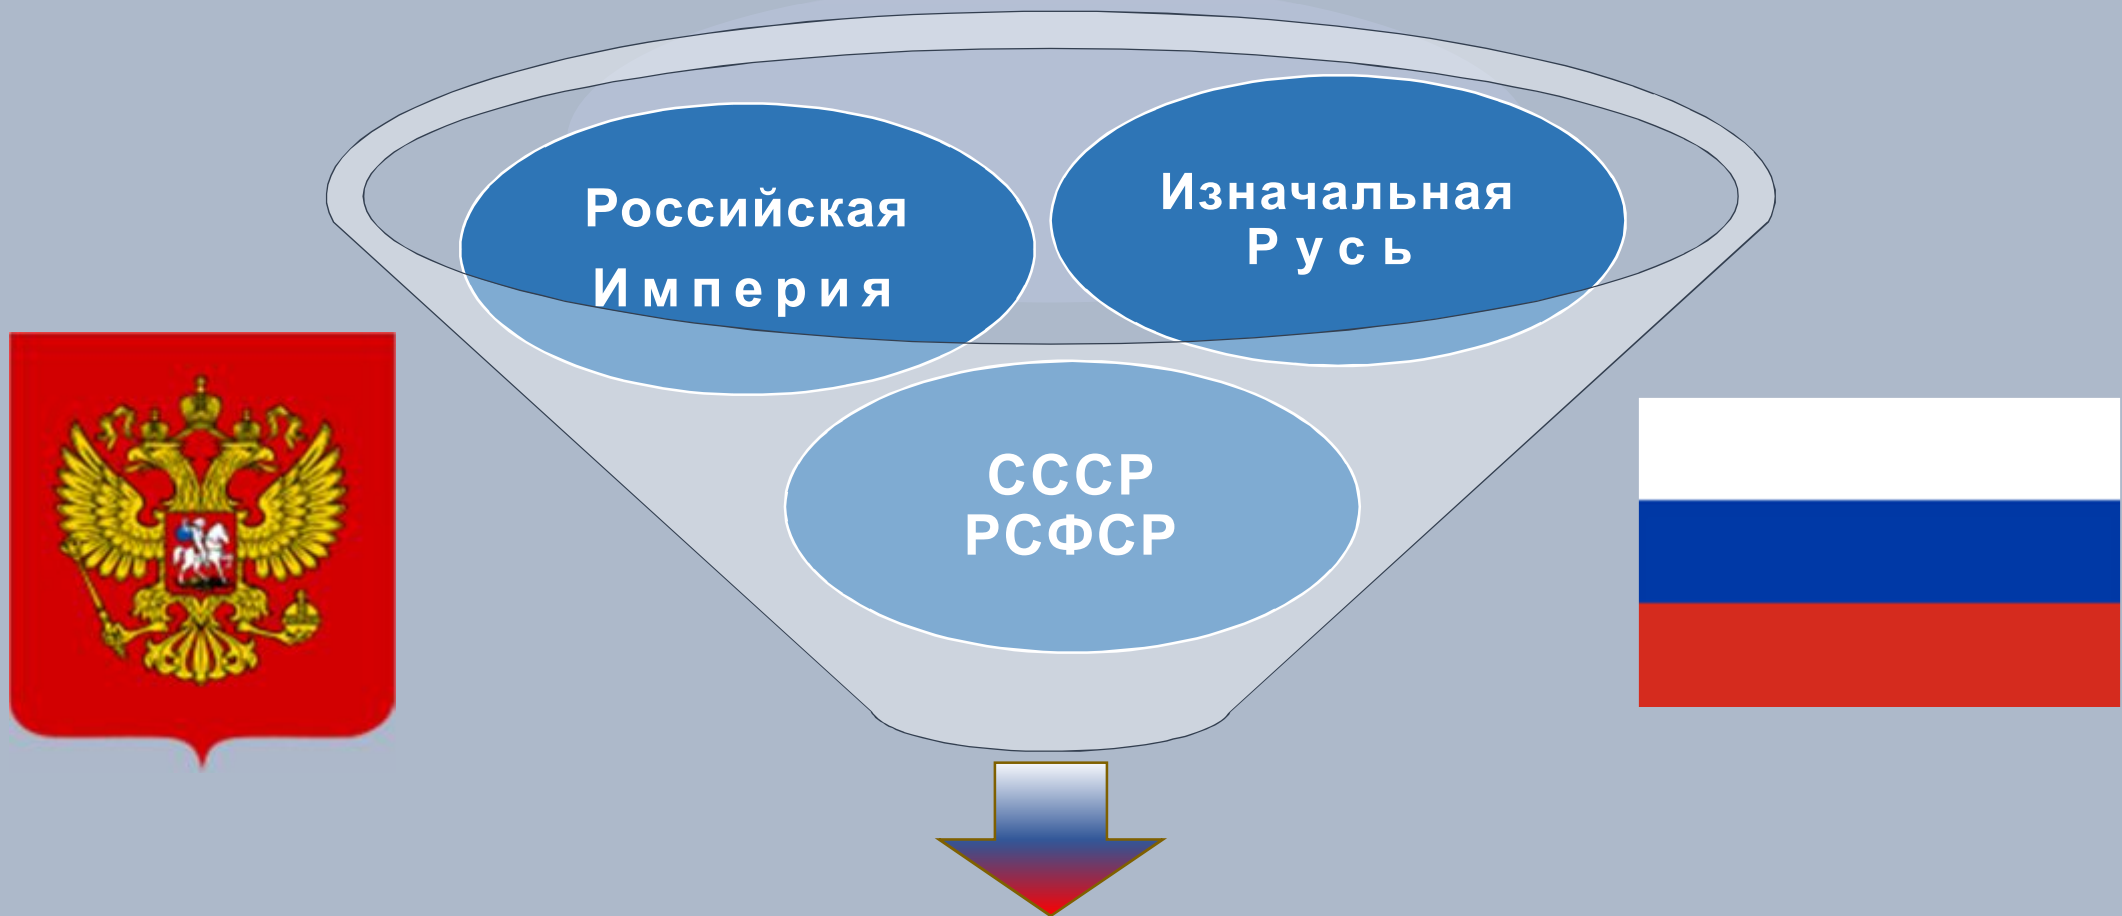 Российская
Империя
Изначальная
Русь
СССР
РСФСР